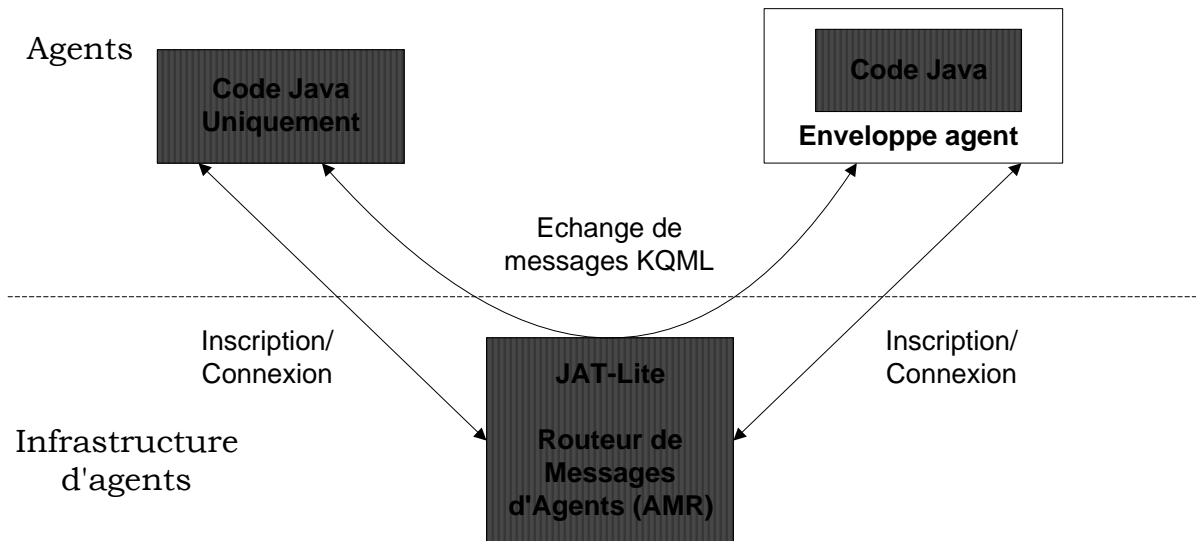 Agents
Code Java
Uniquement
Code Java
Enveloppe agent
Echange de
messages KQML
Inscription/
Connexion
Inscription/
Connexion
JAT-Lite
Routeur de
Messages
d'Agents (AMR)
Infrastructure
d'agents